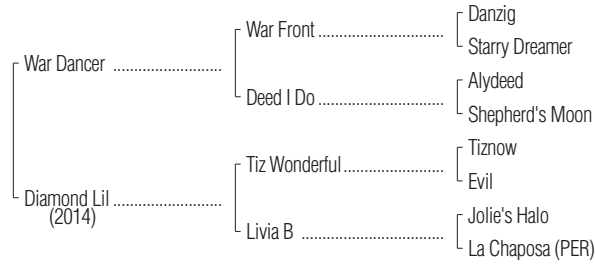 Danzig
War Front ........................................
Starry Dreamer
War Dancer ...................................
Alydeed
Deed I Do ........................................
Shepherd's Moon
Tiznow
Tiz Wonderful ................................
Evil
Diamond Lil ...................................
(2014)
Jolie's Halo
Livia B ..............................................
La Chaposa (PER)